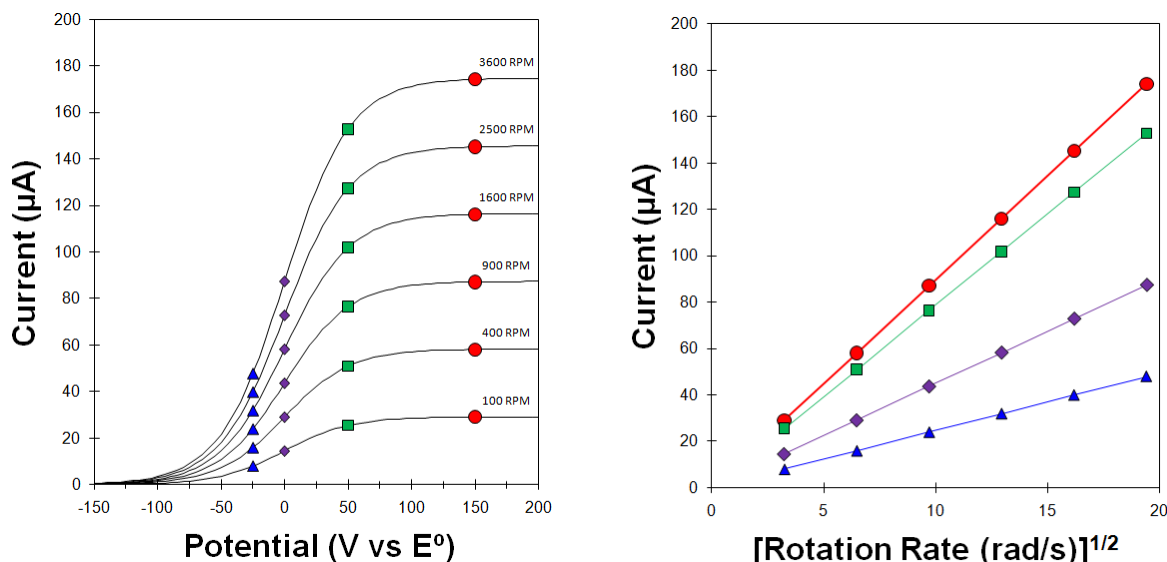 200
180
160
140
120
100
80
60
40
20
0
Current (µA)
3600 RPM
2500 RPM
1600 RPM
900 RPM
400 RPM
100 RPM
-150 -100 -50 0 50 100 150 200
Potential (V vs Eº)
200
180
160
140
120
100
80
60
40
20
0
Current (µA)
0 5 10 15 20
[Rotation Rate (rad/s)]1/2